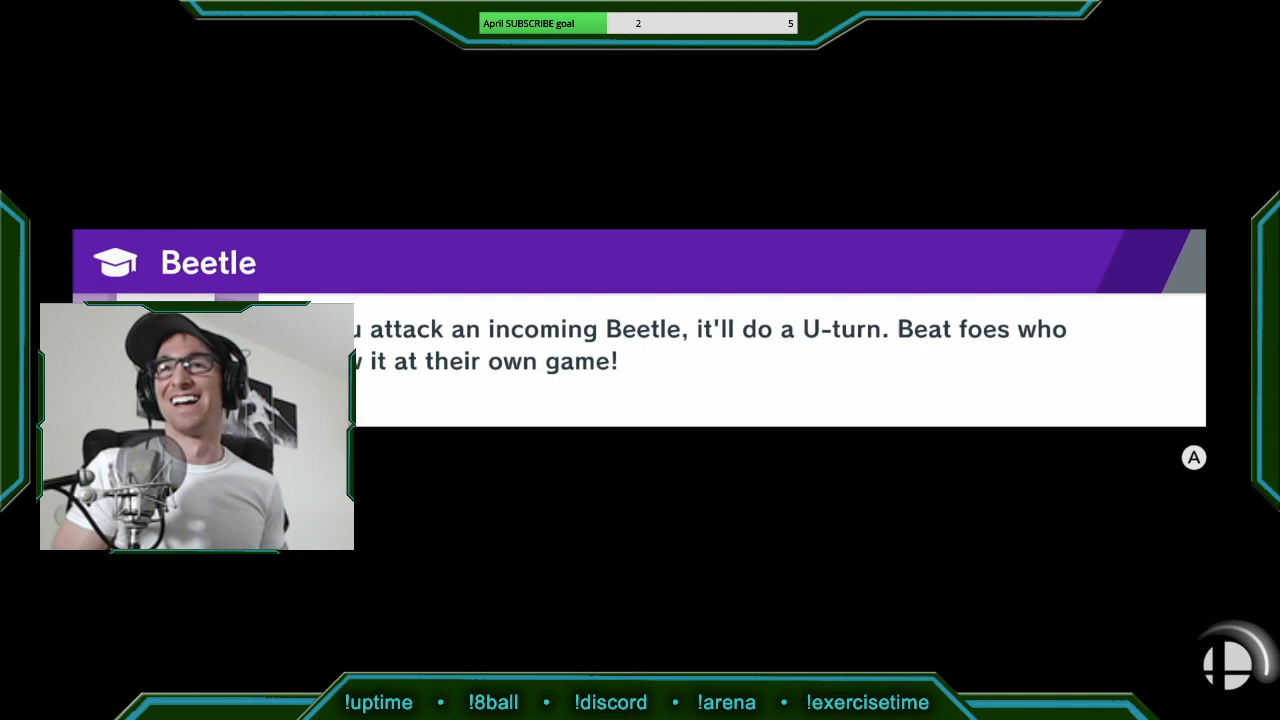 April SUBSCRIBE goal 2 5
Beetle
attack an incoming Beetle, it'll do a U-turn. Beat foes who
it at their own game!
A
!uptime • !8ball • !discord • !arena • !exercisetime